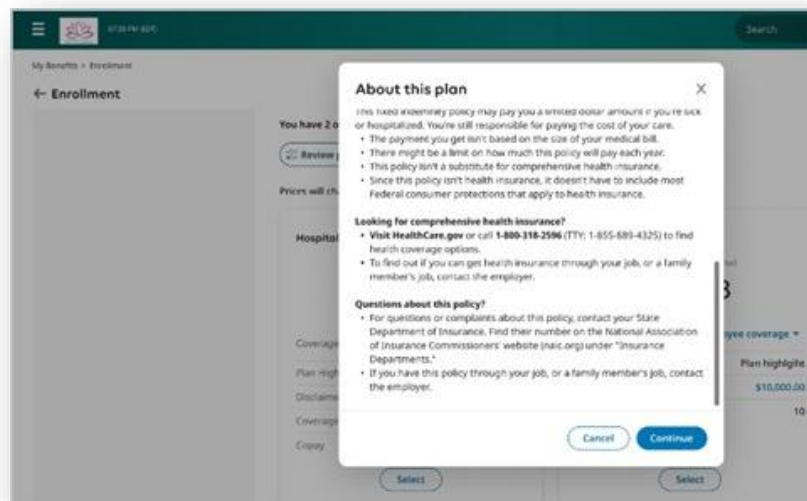 07:38 PM (IST)
Search
My Benefits > Enrollment
← Enrollment
You have 2 o
Review
Prices will ch
Hospital
Coverage
Plan High
Disclaime
Coverage
Copay
Select
About this plan
This fixed indemnity policy may pay you a limited dollar amount if you're sick
or hospitalized. You're still responsible for paying the cost of your care.
• The payment you get isn't based on the size of your medical bill.
• There might be a limit on how much this policy will pay each year.
• This policy isn't a substitute for comprehensive health insurance.
• Since this policy isn't health insurance, it doesn't have to include most
Federal consumer protections that apply to health insurance.
Looking for comprehensive health insurance?
• Visit HealthCare.gov or call 1-800-318-2596 (TTY: 1-855-889-4325) to find
health coverage options.
• To find out if you can get health insurance through your job, or a family
member's job, contact the employer.
Questions about this policy?
• For questions or complaints about this policy, contact your State
Department of Insurance. Find their number on the National Association
of Insurance Commissioners' website (naic.org) under "Insurance
Departments."
• If you have this policy through your job, or a family member's job, contact
the employer.
Cancel
Continue
yee coverage
Plan highlights
$10,000.00
10
Select